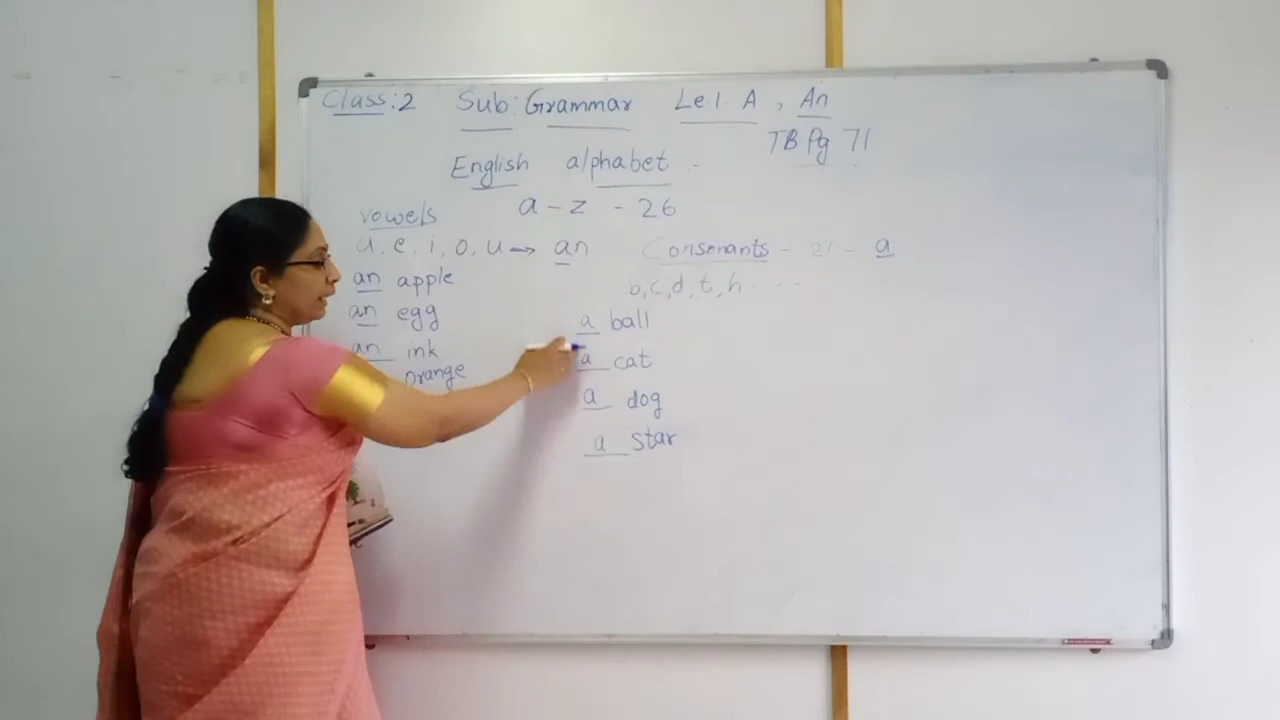 Class:2 Sub: Grammar Le.1. A, An
TB Pg 71
English alphabet -
a - z - 26
vowels
a, e, i, o, u → an
Consonants - 21 - a
b, c, d, t, h - - -
an apple
an egg
an ink
orange
a ball
a cat
a dog
a star